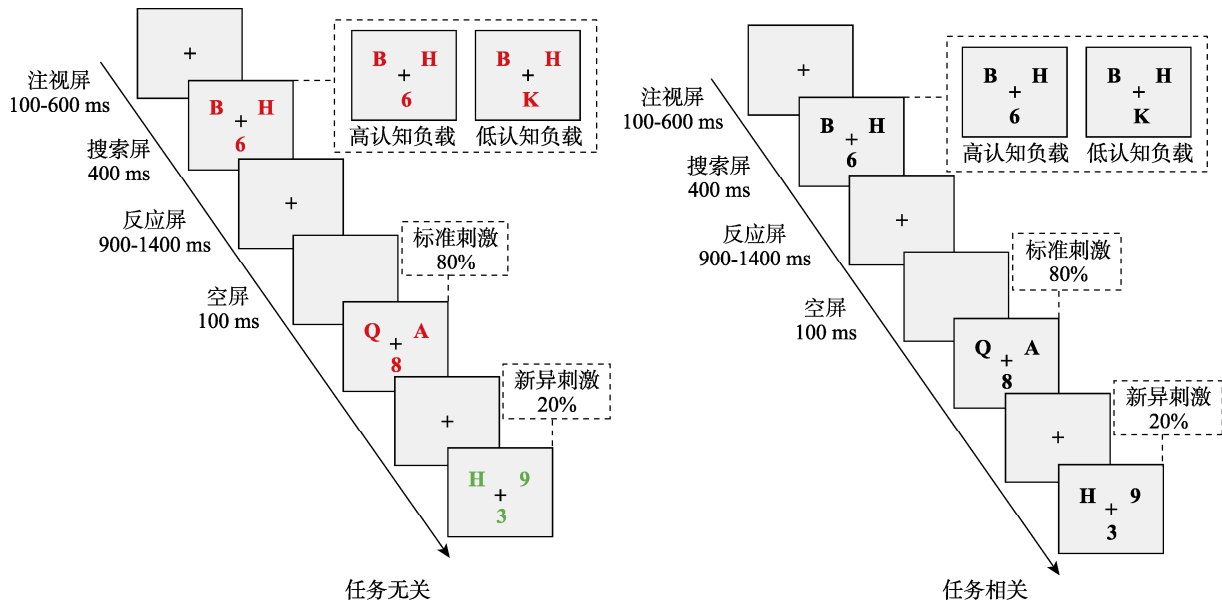 +
B H
+
6
B H
+
K
高认知负载 低认知负载
注视屏
100-600 ms
B H
+
6
搜索屏
400 ms
+
反应屏
900-1400 ms
标准刺激
80%
空屏
100 ms
Q A
+
8
新异刺激
20%
+
H 9
+
3
任务无关
+
B H
+
6
B H
+
K
高认知负载 低认知负载
注视屏
100-600 ms
B H
+
6
搜索屏
400 ms
+
反应屏
900-1400 ms
标准刺激
80%
空屏
100 ms
Q A
+
8
新异刺激
20%
+
H 9
+
3
任务相关